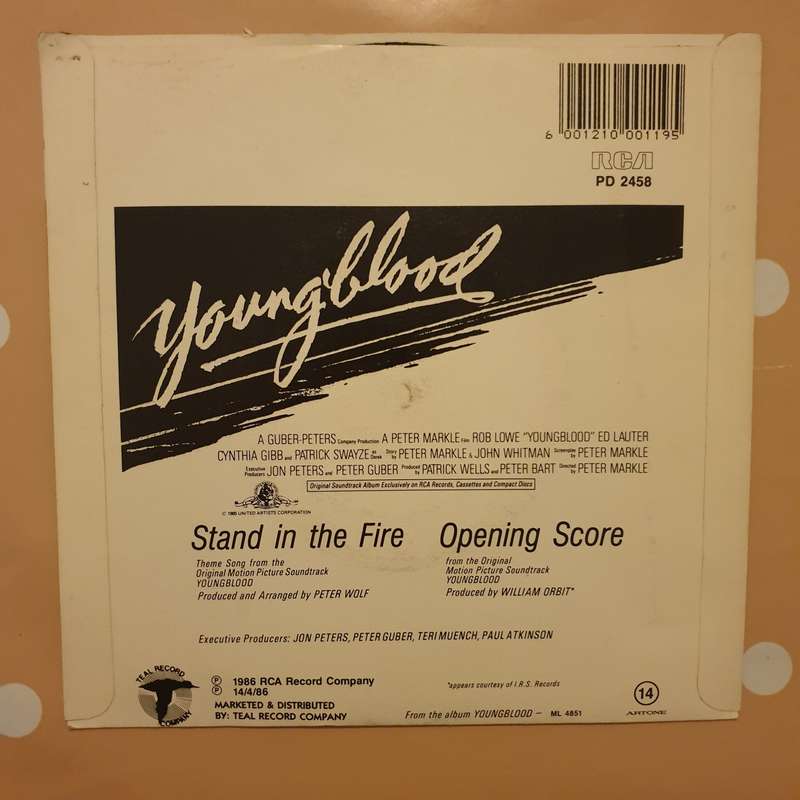 6 001210 001195
RCA
PD 2458
Youngblood
A GUBER-PETERS Company Production A PETER MARKLE Film ROB LOWE "YOUNGBLOOD" ED LAUTER
CYNTHIA GIBB and PATRICK SWAYZE as Derek Story by PETER MARKLE & JOHN WHITMAN Screenplay by PETER MARKLE
Executive Producers JON PETERS and PETER GUBER Produced by PATRICK WELLS and PETER BART Directed by PETER MARKLE
Original Soundtrack Album Exclusively on RCA Records, Cassettes and Compact Discs
© 1985 UNITED ARTISTS CORPORATION
Stand in the Fire
Theme Song from the
Original Motion Picture Soundtrack
YOUNGBLOOD
Produced and Arranged by PETER WOLF
Opening Score
from the Original
Motion Picture Soundtrack
YOUNGBLOOD
Produced by WILLIAM ORBIT*
Executive Producers: JON PETERS, PETER GUBER, TERI MUENCH, PAUL ATKINSON
TEAL RECORD COMPANY
℗ 1986 RCA Record Company
℗ 14/4/86
MARKETED & DISTRIBUTED
BY: TEAL RECORD COMPANY
*appears courtesy of I.R.S. Records
From the album YOUNGBLOOD – ML 4851
14
ARTONE